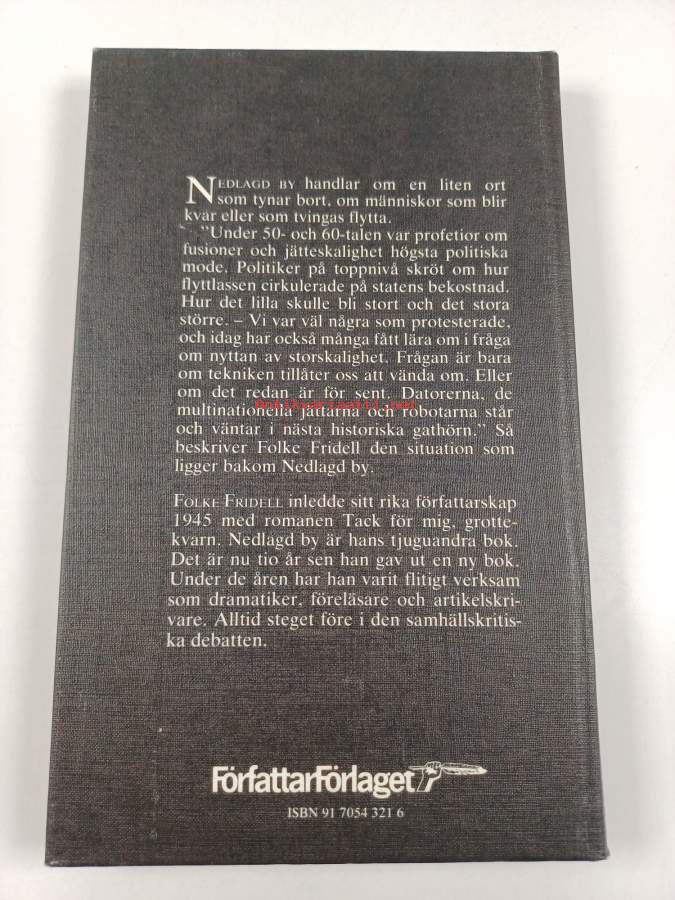 NEDLAGD BY handlar om en liten ort
som tynar bort, om människor som blir
kvar eller som tvingas flytta.
"Under 50- och 60-talen var profetior om
fusioner och jätteskalighet högsta politiska
mode. Politiker på toppnivå skröt om hur
flyttlassen cirkulerade på statens bekostnad.
Hur det lilla skulle bli stort och det stora
större. – Vi var väl några som protesterade,
och idag har också många fått lära om i fråga
om nyttan av storskalighet. Frågan är bara
om tekniken tillåter oss att vända om. Eller
om det redan är för sent. Datorerna, de
multinationella jättarna och robotarna står
och väntar i nästa historiska gathörn." Så
beskriver Folke Fridell den situation som
ligger bakom Nedlagd by.
FOLKE FRIDELL inledde sitt rika författarskap
1945 med romanen Tack för mig, grotte-
kvarn. Nedlagd by är hans tjuguandra bok.
Det är nu tio år sen han gav ut en ny bok.
Under de åren har han varit flitigt verksam
som dramatiker, föreläsare och artikelskri-
vare. Alltid steget före i den samhällskritis-
ka debatten.
FörfattarFörlaget
ISBN 91 7054 321 6